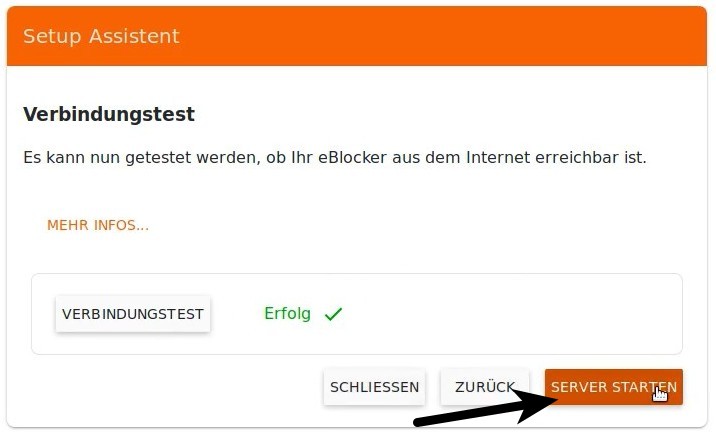 Setup Assistent
Verbindungstest
Es kann nun getestet werden, ob Ihr eBlocker aus dem Internet erreichbar ist.
MEHR INFOS...
VERBINDUNGSTEST Erfolg
SCHLIESSEN ZURÜCK SERVER STARTEN